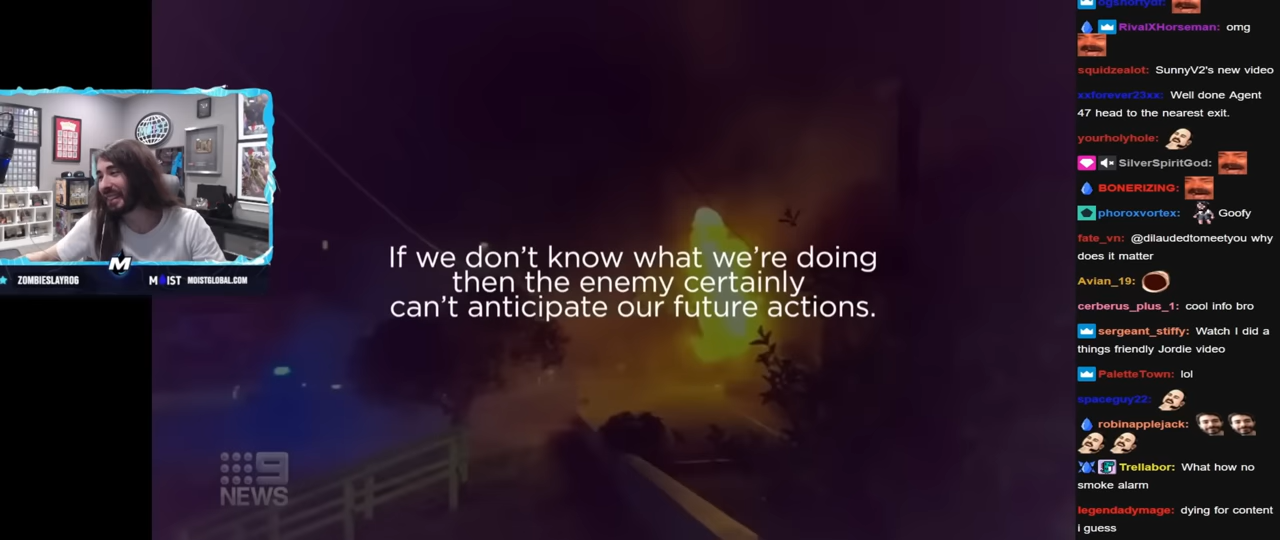 ogshortydf:
RivalXHorseman: omg
squidzealot: SunnyV2's new video
xxforever23xx: Well done Agent
47 head to the nearest exit.
yourholyhole:
SilverSpiritGod:
BONERIZING:
phoroxvortex: Goofy
fate_vn: @dilaudedtomeetyou why
does it matter
Avian_19:
cerberus_plus_1: cool info bro
sergeant_stiffy: Watch I did a
things friendly Jordie video
PaletteTown: lol
spaceguy22:
robinapplejack:
Trellabor: What how no
smoke alarm
legendadymage: dying for content
i guess
If we don't know what we're doing
then the enemy certainly
can't anticipate our future actions.
M
ZOMBIESLAYR06 MOIST MOISTGLOBAL.COM
9
NEWS